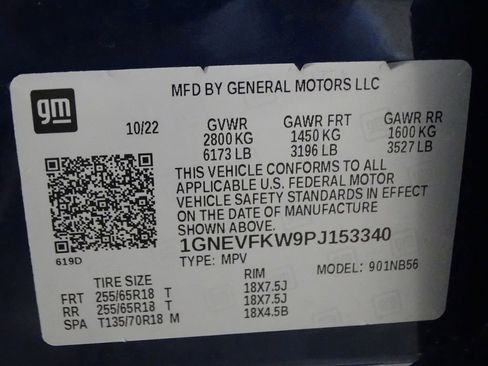 gm
MFD BY GENERAL MOTORS LLC
10/22 GVWR GAWR FRT GAWR RR
2800 KG 1450 KG 1600 KG
6173 LB 3196 LB 3527 LB
THIS VEHICLE CONFORMS TO ALL
APPLICABLE U.S. FEDERAL MOTOR
VEHICLE SAFETY STANDARDS IN EFFECT
ON THE DATE OF MANUFACTURE
SHOWN ABOVE.
619D
1GNEVFKW9PJ153340
TYPE: MPV MODEL: 901NB56
TIRE SIZE RIM
FRT 255/65R18 T 18X7.5J
RR 255/65R18 T 18X7.5J
SPA T135/70R18 M 18X4.5B